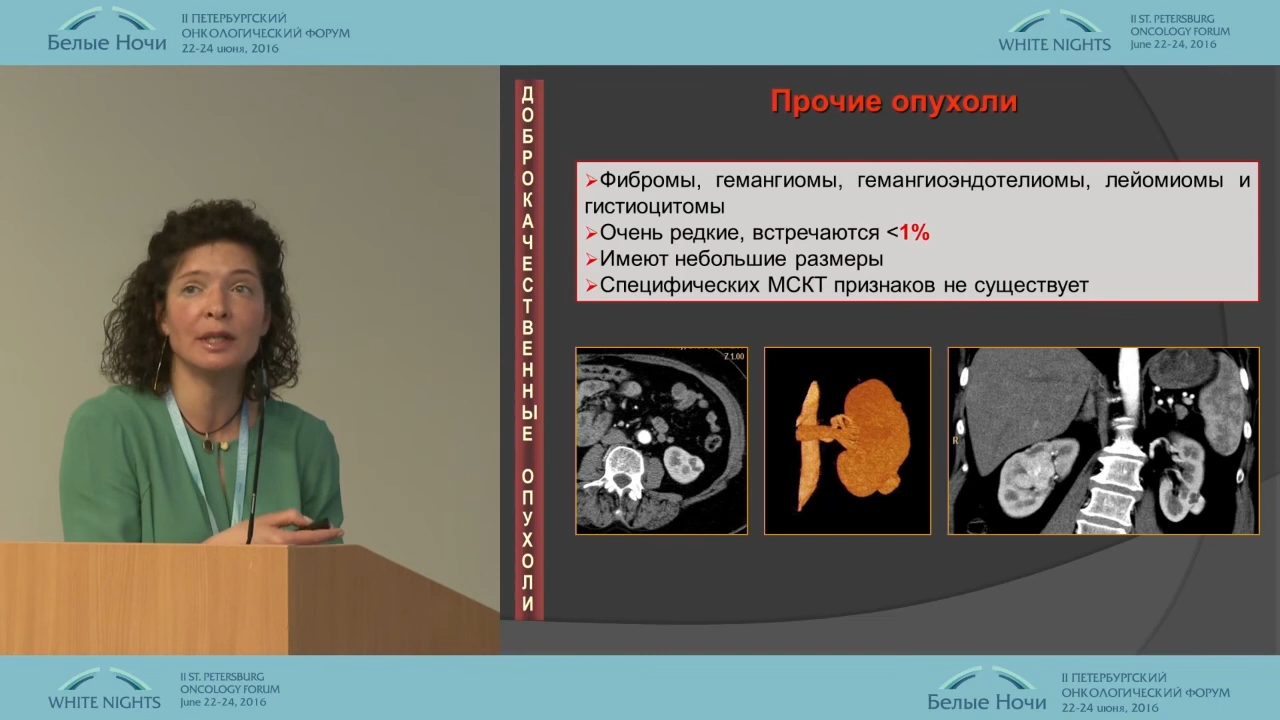 Белые Ночи
II ПЕТЕРБУРГСКИЙ
ОНКОЛОГИЧЕСКИЙ ФОРУМ
22-24 июня, 2016
WHITE NIGHTS
II ST. PETERSBURG
ONCOLOGY FORUM
June 22-24, 2016
ДОБРОКАЧЕСТВЕННЫЕ ОПУХОЛИ
Прочие опухоли
➢Фибромы, гемангиомы, гемангиоэндотелиомы, лейомиомы и
гистиоцитомы
➢Очень редкие, встречаются <1%
➢Имеют небольшие размеры
➢Специфических МСКТ признаков не существует
Z 1.00
R
WHITE NIGHTS
II ST. PETERSBURG
ONCOLOGY FORUM
June 22-24, 2016
Белые Ночи
II ПЕТЕРБУРГСКИЙ
ОНКОЛОГИЧЕСКИЙ ФОРУМ
22-24 июня, 2016